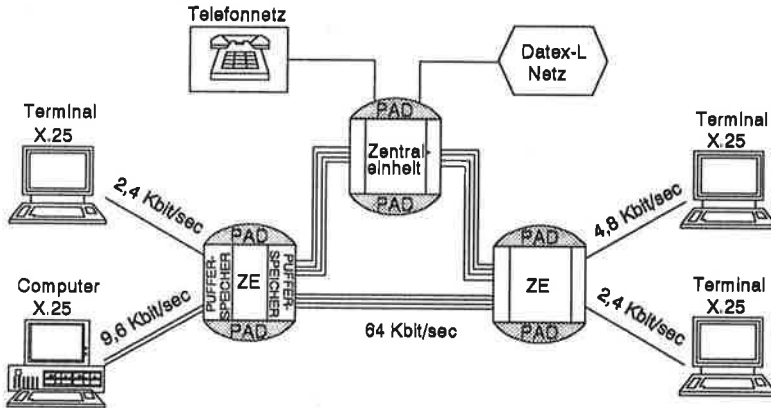 Telefonnetz
Datex-L
Netz
PAD
Zentral-
einheit
PAD
Terminal
X.25
2,4 Kbit/sec
Terminal
X.25
4,8 Kbit/sec
PAD
PUFFER-
SPEICHER
ZE
PUFFER-
SPEICHER
PAD
PAD
ZE
PAD
Computer
X.25
9,6 Kbit/sec
64 Kbit/sec
2,4 Kbit/sec
Terminal
X.25